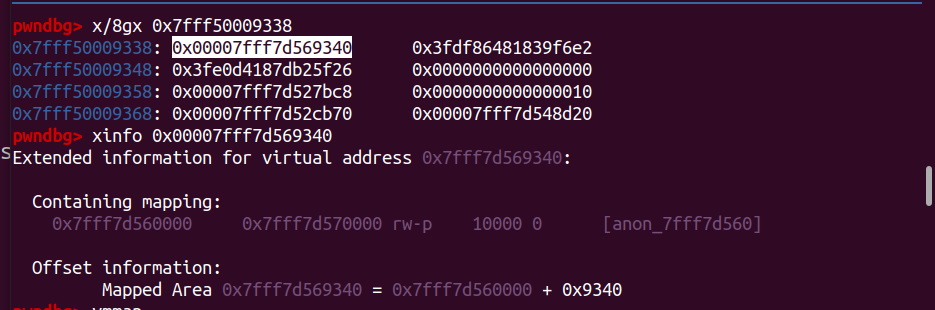 pwndbg> x/8gx 0x7fff50009338
0x7fff50009338: 0x00007fff7d569340 0x3fdf86481839f6e2
0x7fff50009348: 0x3fe0d4187db25f26 0x0000000000000000
0x7fff50009358: 0x00007fff7d527bc8 0x0000000000000010
0x7fff50009368: 0x00007fff7d52cb70 0x00007fff7d548d20
pwndbg> xinfo 0x00007fff7d569340
Extended information for virtual address 0x7fff7d569340:
Containing mapping:
0x7fff7d560000 0x7fff7d570000 rw-p 10000 0 [anon_7fff7d560]
Offset information:
Mapped Area 0x7fff7d569340 = 0x7fff7d560000 + 0x9340